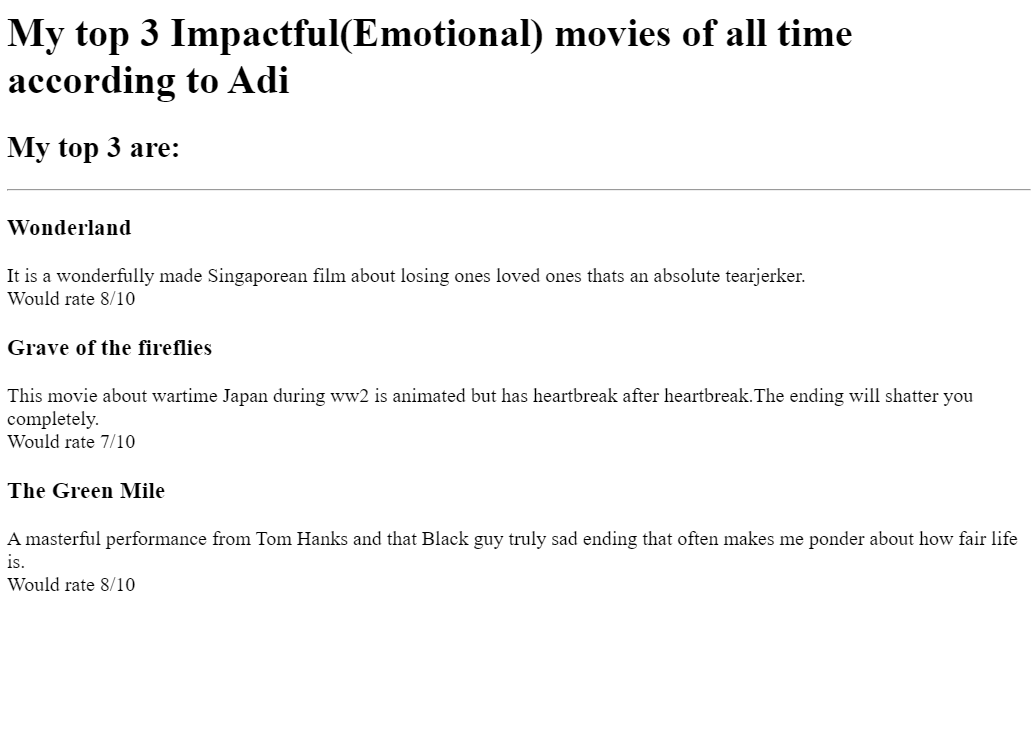 My top 3 Impactful(Emotional) movies of all time
according to Adi
My top 3 are:
Wonderland
It is a wonderfully made Singaporean film about losing ones loved ones thats an absolute tearjerker.
Would rate 8/10
Grave of the fireflies
This movie about wartime Japan during ww2 is animated but has heartbreak after heartbreak.The ending will shatter you
completely.
Would rate 7/10
The Green Mile
A masterful performance from Tom Hanks and that Black guy truly sad ending that often makes me ponder about how fair life
is.
Would rate 8/10